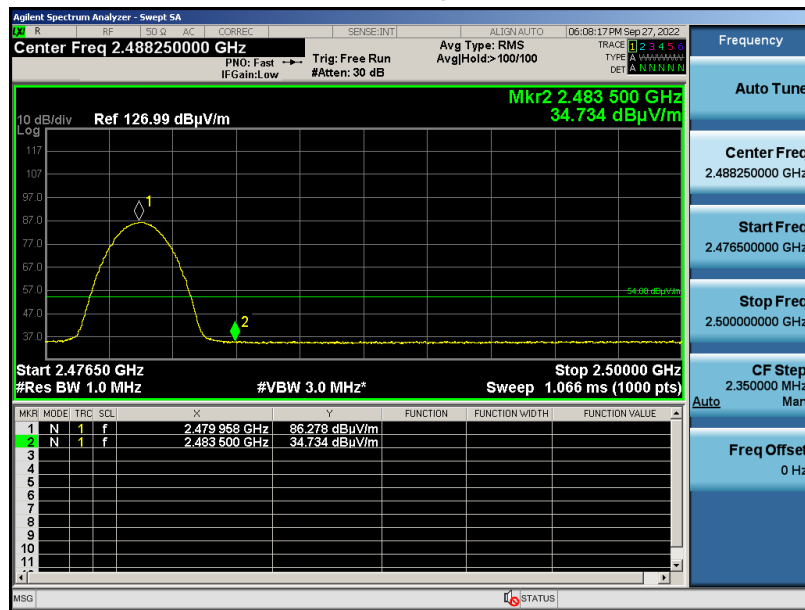 Agilent Spectrum Analyzer - Swept SA
LXI R RF 50 Ω AC CORREC SENSE:INT ALIGN AUTO 06:08:17 PM Sep 27, 2022
Center Freq 2.488250000 GHz
PNO: Fast
IFGain:Low
Trig: Free Run
#Atten: 30 dB
Avg Type: RMS
Avg|Hold:>100/100
TRACE 1 2 3 4 5 6
TYPE A WWWWW
DET A N N N N N
Mkr2 2.483 500 GHz
34.734 dBµV/m
10 dB/div Ref 126.99 dBµV/m
Log
117
107
97.0
87.0
77.0
67.0
57.0
47.0
37.0
1
2
54.00 dBµV/m
Start 2.47650 GHz Stop 2.50000 GHz
#Res BW 1.0 MHz #VBW 3.0 MHz* Sweep 1.066 ms (1000 pts)
MKR MODE TRC SCL X Y FUNCTION FUNCTION WIDTH FUNCTION VALUE
1 N 1 f 2.479 958 GHz 86.278 dBµV/m
2 N 1 f 2.483 500 GHz 34.734 dBµV/m
3
4
5
6
7
8
9
10
11
MSG STATUS
Frequency
Auto Tune
Center Freq
2.488250000 GHz
Start Freq
2.476500000 GHz
Stop Freq
2.500000000 GHz
CF Step
2.350000 MHz
Auto Man
Freq Offset
0 Hz